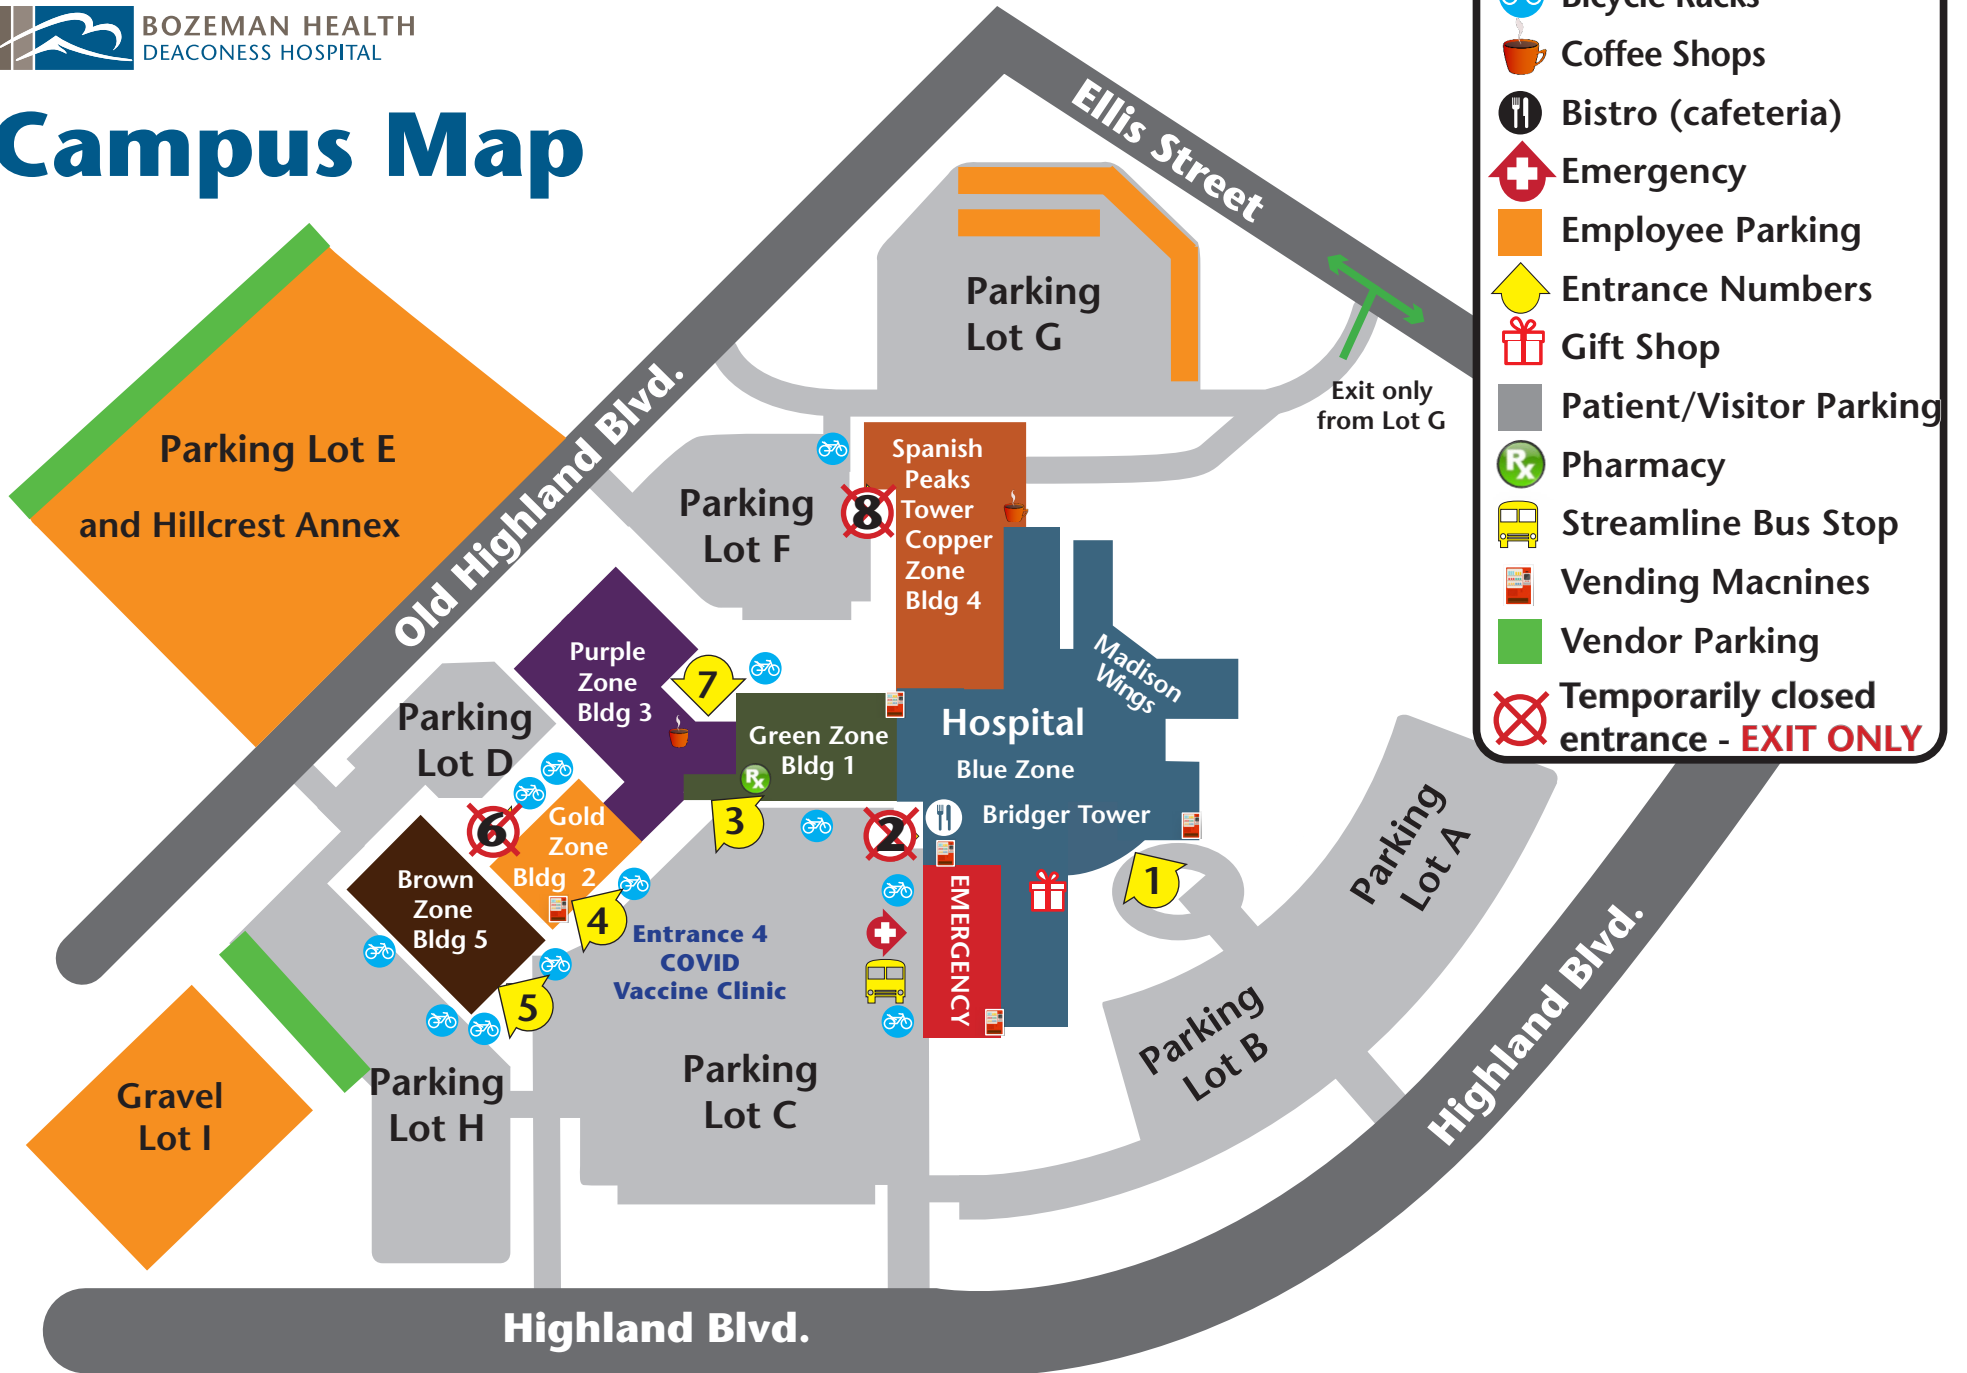 BOZEMAN HEALTH
DEACONESS HOSPITAL
Campus Map
Bicycle Racks
Coffee Shops
Bistro (cafeteria)
Emergency
Employee Parking
Entrance Numbers
Gift Shop
Patient/Visitor Parking
Rx
Pharmacy
Streamline Bus Stop
Vending Macnines
Vendor Parking
Temporarily closed
entrance - EXIT ONLY
Ellis Street
Parking
Lot G
Exit only
from Lot G
Old Highland Blvd.
Parking Lot E
and Hillcrest Annex
Parking
Lot F
8
Spanish
Peaks
Tower
Copper
Zone
Bldg 4
Madison
Wings
Purple
Zone
Bldg 3
7
Parking
Lot D
Green Zone
Bldg 1
Rx
Hospital
Blue Zone
Bridger Tower
6
Gold
Zone
Bldg 2
3
2
1
Brown
Zone
Bldg 5
4
5
Entrance 4
COVID
Vaccine Clinic
EMERGENCY
Parking
Lot A
Parking
Lot B
Parking
Lot C
Parking
Lot H
Gravel
Lot I
Highland Blvd.
Highland Blvd.